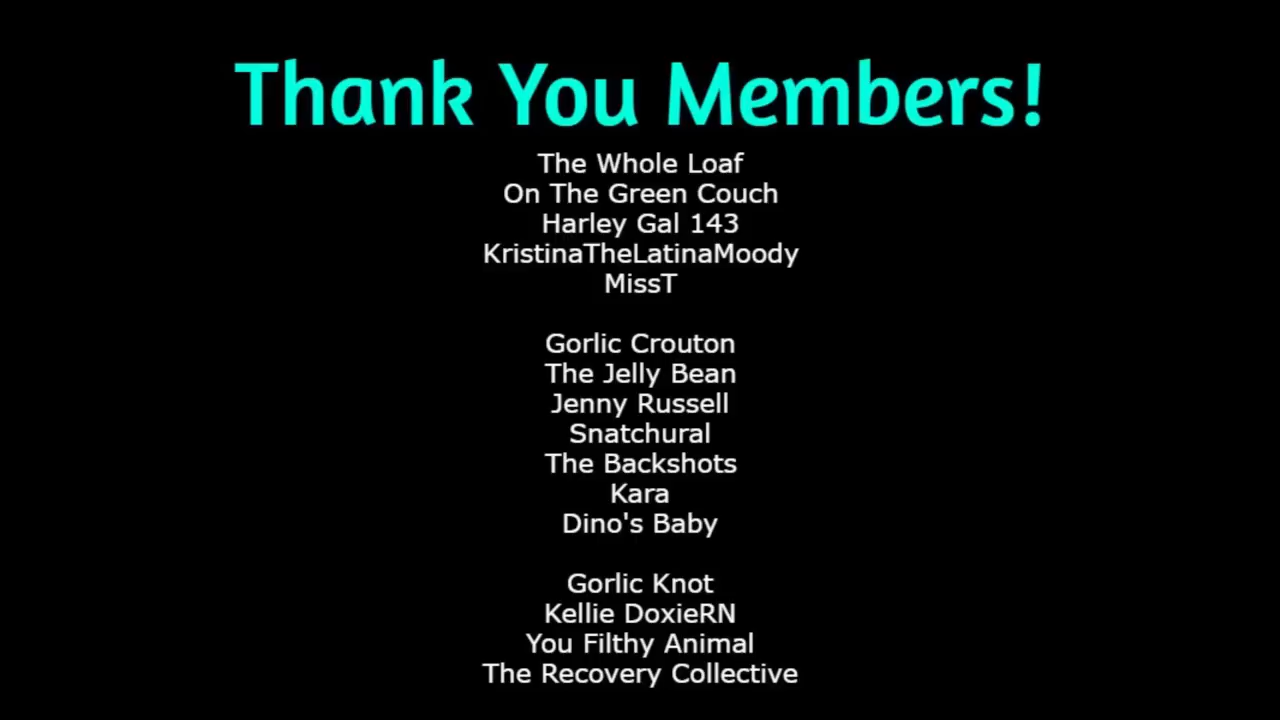 Thank You Members!
The Whole Loaf
On The Green Couch
Harley Gal 143
KristinaTheLatinaMoody
MissT
Gorlic Crouton
The Jelly Bean
Jenny Russell
Snatchural
The Backshots
Kara
Dino's Baby
Gorlic Knot
Kellie DoxieRN
You Filthy Animal
The Recovery Collective